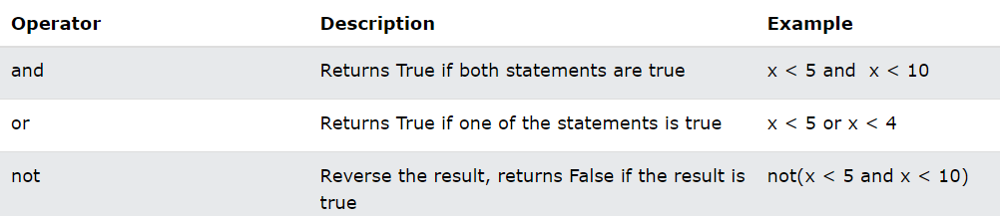 Operator Description Example
and Returns True if both statements are true x < 5 and  x < 10
or Returns True if one of the statements is true x < 5 or x < 4
not Reverse the result, returns False if the result is not(x < 5 and x < 10)
true